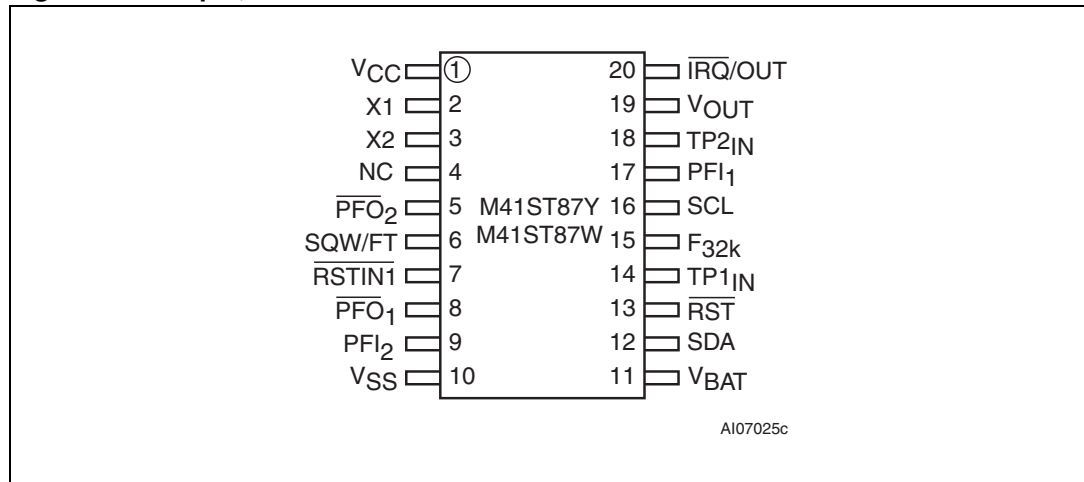 VCC 1 20 IRQ/OUT
X1 2 19 VOUT
X2 3 18 TP2IN
NC 4 17 PFI1
PFO2 5 M41ST87Y 16 SCL
SQW/FT 6 M41ST87W 15 F32k
RSTIN1 7 14 TP1IN
PFO1 8 13 RST
PFI2 9 12 SDA
VSS 10 11 VBAT
AI07025c